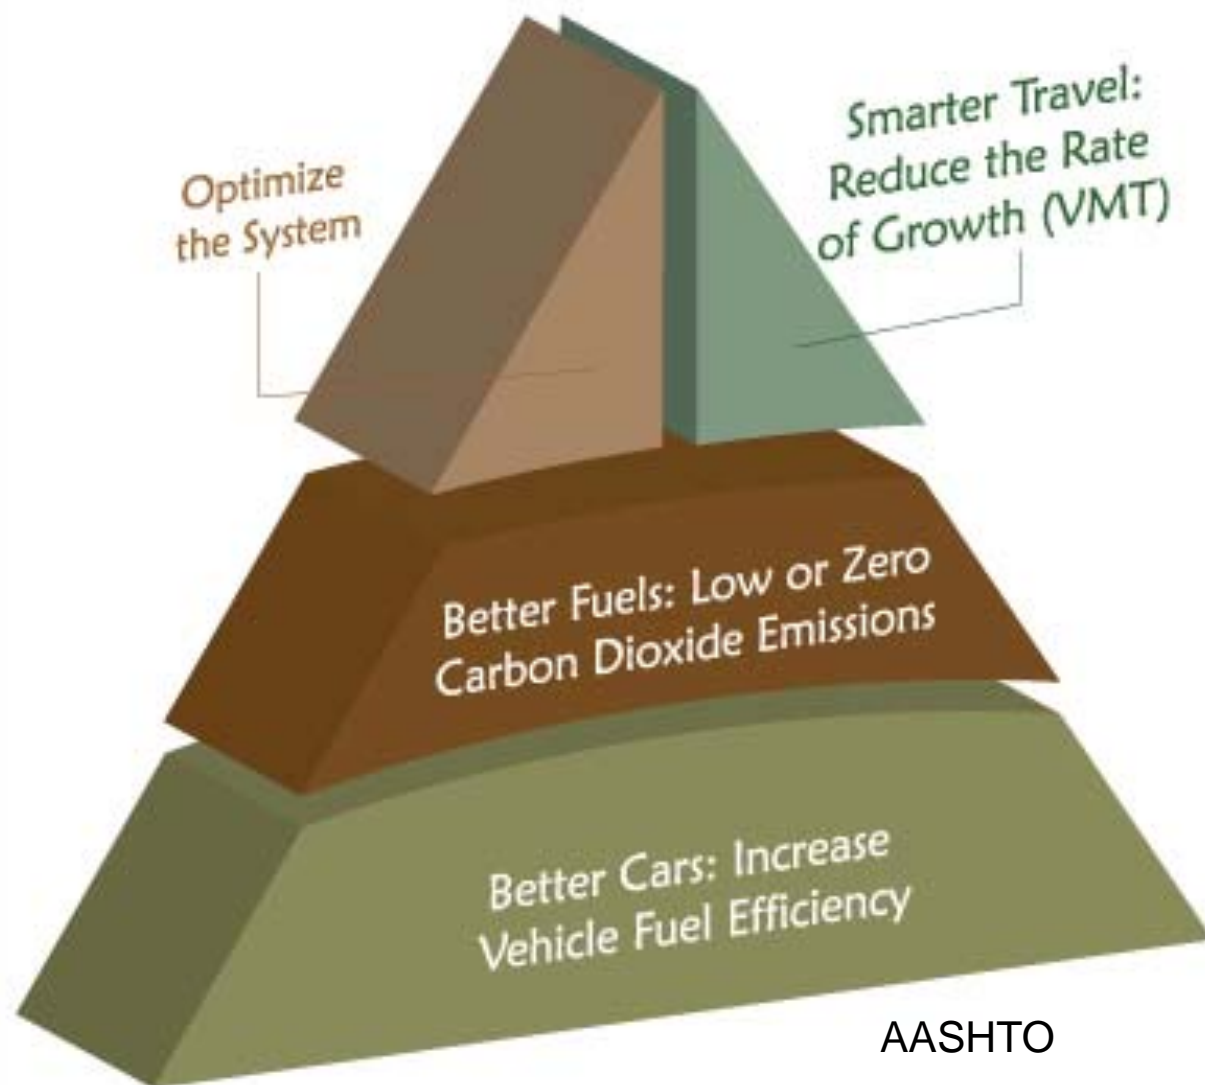 Optimize
the System
Smarter Travel:
Reduce the Rate
of Growth (VMT)
Better Fuels: Low or Zero
Carbon Dioxide Emissions
Better Cars: Increase
Vehicle Fuel Efficiency
AASHTO